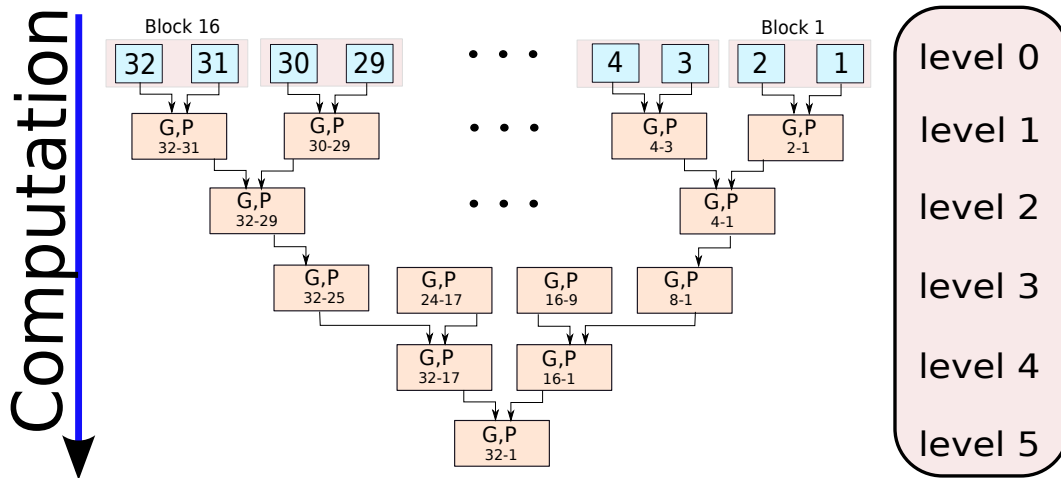 Computation
Block 16
Block 1
32 31 30 29 • • • 4 3 2 1
level 0
G,P G,P • • • G,P G,P
32-31 30-29 4-3 2-1
level 1
G,P • • • G,P
32-29 4-1
level 2
G,P G,P G,P G,P
32-25 24-17 16-9 8-1
level 3
G,P G,P
32-17 16-1
level 4
G,P
32-1
level 5